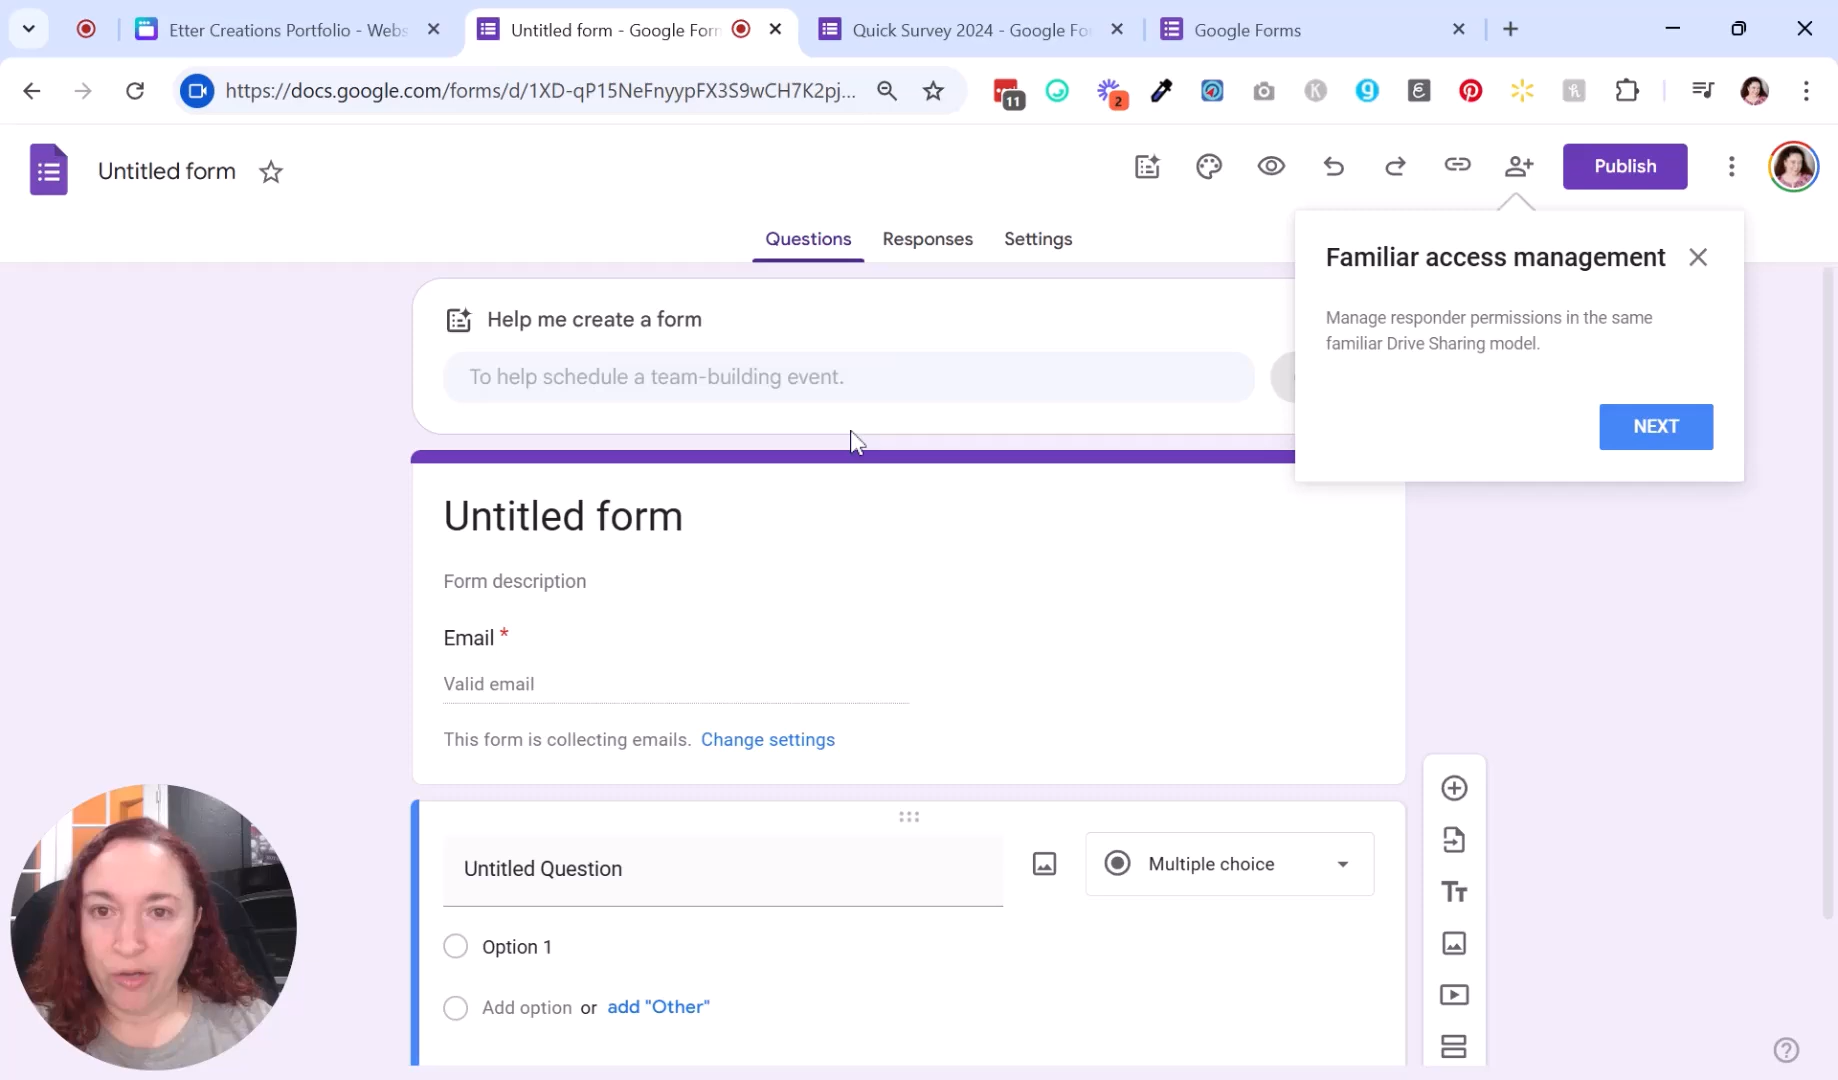 Etter Creations Portfolio - Webs
Untitled form - Google Forn
Quick Survey 2024 - Google Fo
Google Forms
https://docs.google.com/forms/d/1XD-qP15NeFnyypFX3S9wCH7K2pj...
11
2
K
g
Untitled form
Publish
Questions
Responses
Settings
Familiar access management
Manage responder permissions in the same
familiar Drive Sharing model.
NEXT
Help me create a form
To help schedule a team-building event.
Untitled form
Form description
Email *
Valid email
This form is collecting emails. Change settings
Untitled Question
Multiple choice
Option 1
Add option or add "Other"
Tт